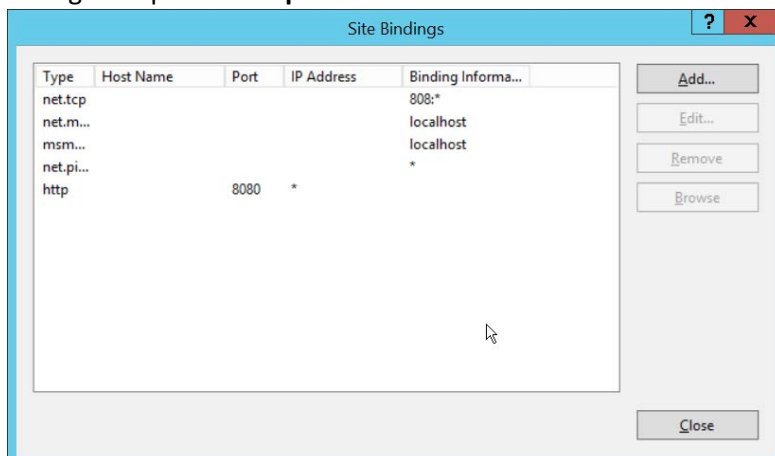 Site Bindings
? x
Type Host Name Port IP Address Binding Informa...
net.tcp 808:*
net.m... localhost
msm... localhost
net.pi... *
http 8080 *
Add...
Edit...
Remove
Browse
Close